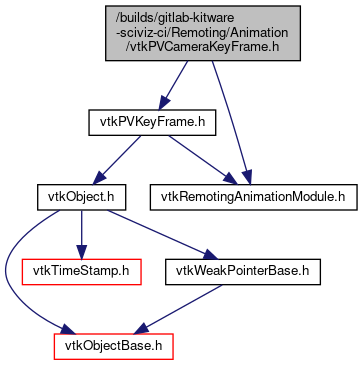 /builds/gitlab-kitware
-sciviz-ci/Remoting/Animation
/vtkPVCameraKeyFrame.h
vtkPVKeyFrame.h
vtkObject.h
vtkRemotingAnimationModule.h
vtkTimeStamp.h
vtkWeakPointerBase.h
vtkObjectBase.h